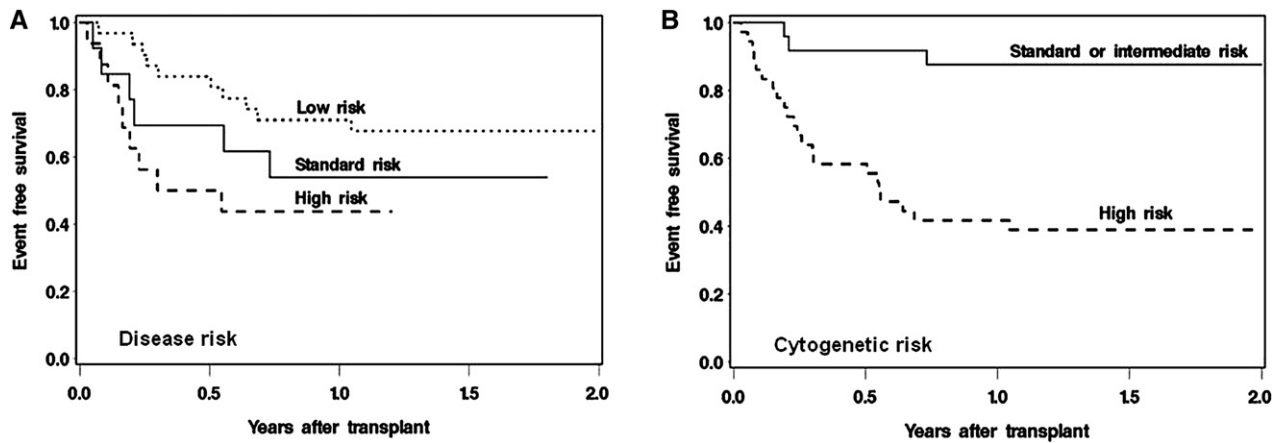 A
Event free survival
1.0
0.8
0.6
0.4
0.2
0.0
Low risk
Standard risk
High risk
Disease risk
0.0 0.5 1.0 1.5 2.0
Years after transplant
B
Event free survival
1.0
0.8
0.6
0.4
0.2
0.0
Standard or intermediate risk
High risk
Cytogenetic risk
0.0 0.5 1.0 1.5 2.0
Years after transplant